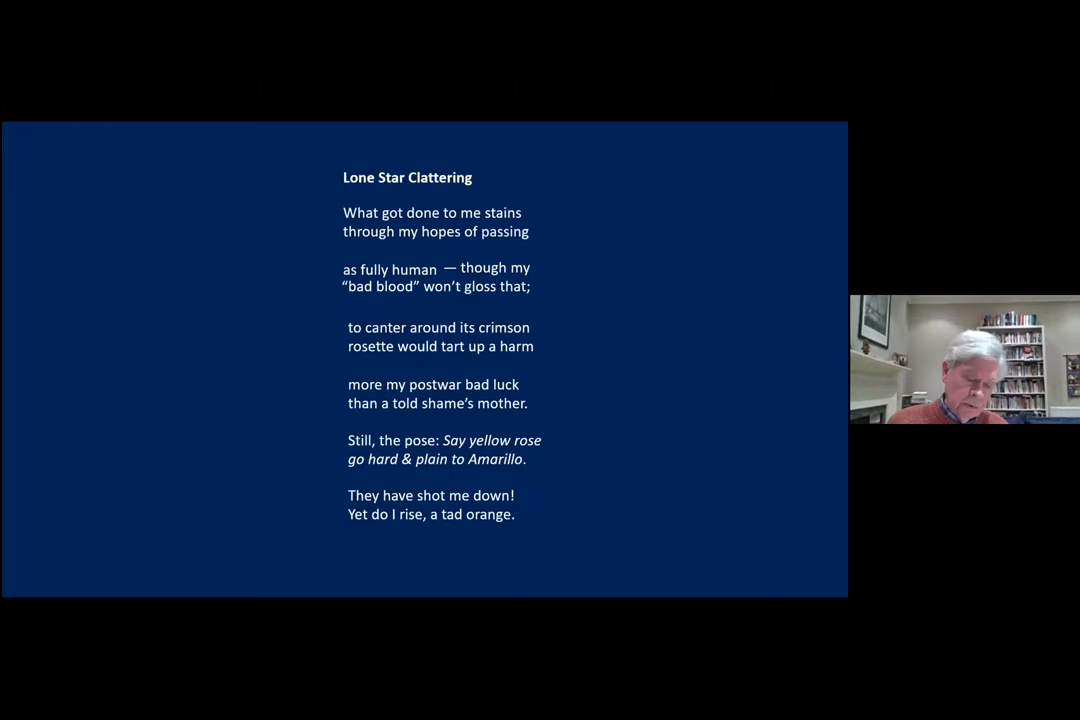 Lone Star Clattering
What got done to me stains
through my hopes of passing
as fully human — though my
“bad blood” won’t gloss that;
to canter around its crimson
rosette would tart up a harm
more my postwar bad luck
than a told shame’s mother.
Still, the pose: Say yellow rose
go hard & plain to Amarillo.
They have shot me down!
Yet do I rise, a tad orange.